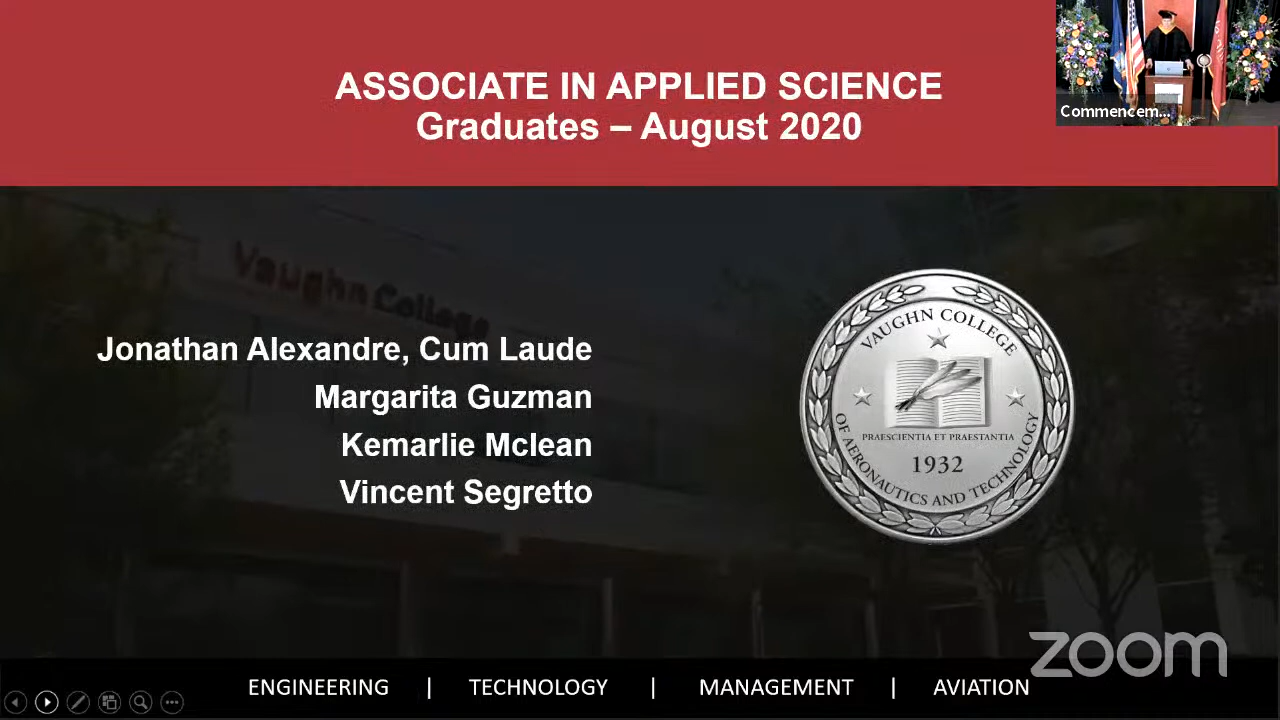 ASSOCIATE IN APPLIED SCIENCE
Graduates – August 2020
Commencem...
Vaughn College
Jonathan Alexandre, Cum Laude
Margarita Guzman
Kemarlie Mclean
Vincent Segretto
VAUGHN COLLEGE
OF AERONAUTICS AND TECHNOLOGY
PRAESCIENTIA ET PRAESTANTIA
1932
zoom
ENGINEERING | TECHNOLOGY | MANAGEMENT | AVIATION